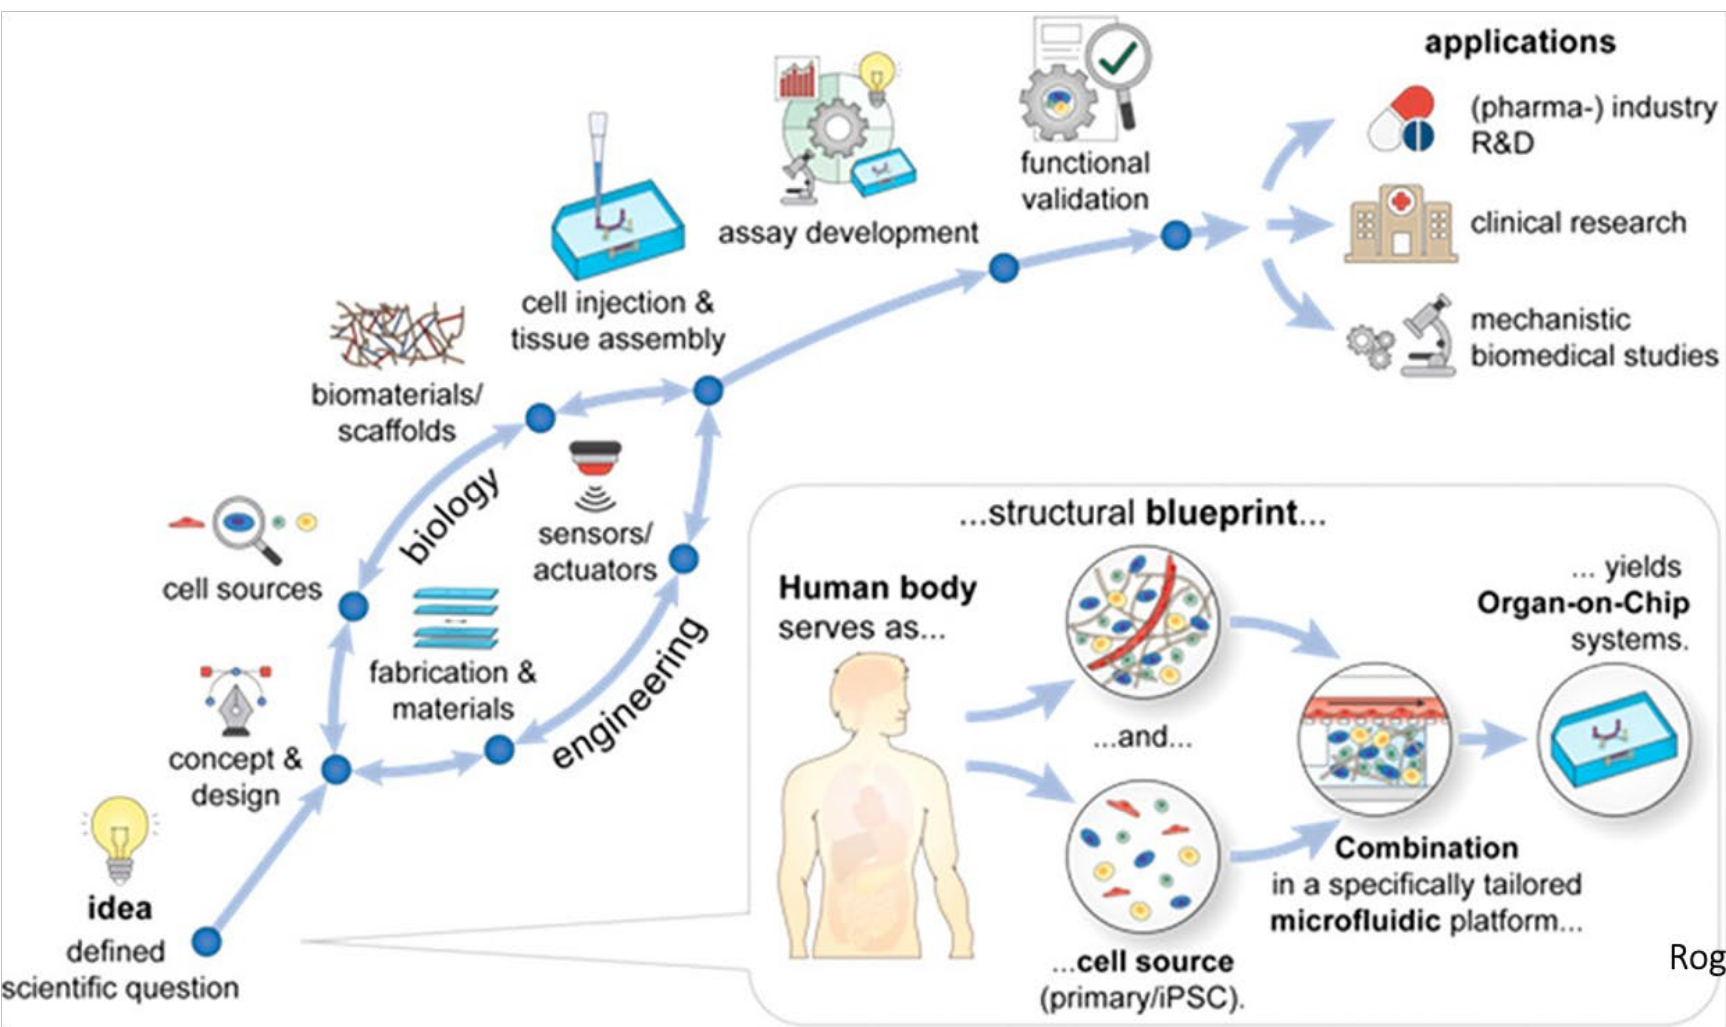 applications
(pharma-) industry
R&D
clinical research
mechanistic
biomedical studies
functional
validation
assay development
cell injection &
tissue assembly
biomaterials/
scaffolds
biology
sensors/
actuators
cell sources
fabrication &
materials
engineering
concept &
design
idea
defined
scientific question
...structural blueprint...
Human body
serves as...
...and...
...cell source
(primary/iPSC).
Combination
in a specifically tailored
microfluidic platform...
... yields
Organ-on-Chip
systems.
Rog